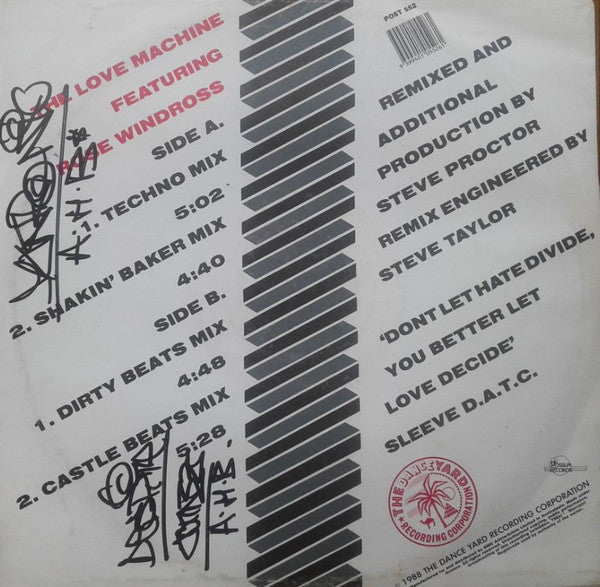 THE LOVE MACHINE
FEATURING
ROSE WINDROSS
SIDE A.
1. TECHNO MIX
5:02
2. SHAKIN' BAKER MIX
4:40
SIDE B.
1. DIRTY BEATS MIX
4:48
2. CASTLE BEATS MIX
5:28
A.H.B.
POST 552
REMIXED AND
ADDITIONAL
PRODUCTION BY
STEVE PROCTOR
REMIX ENGINEERED BY
STEVE TAYLOR
'DONT LET HATE DIVIDE,
YOU BETTER LET
LOVE DECIDE'
SLEEVE D.A.T.C.
THE DANCEYARD
RECORDING CORPORATION
POSSUM
RECORDS
1988 THE DANCE YARD RECORDING CORPORATION